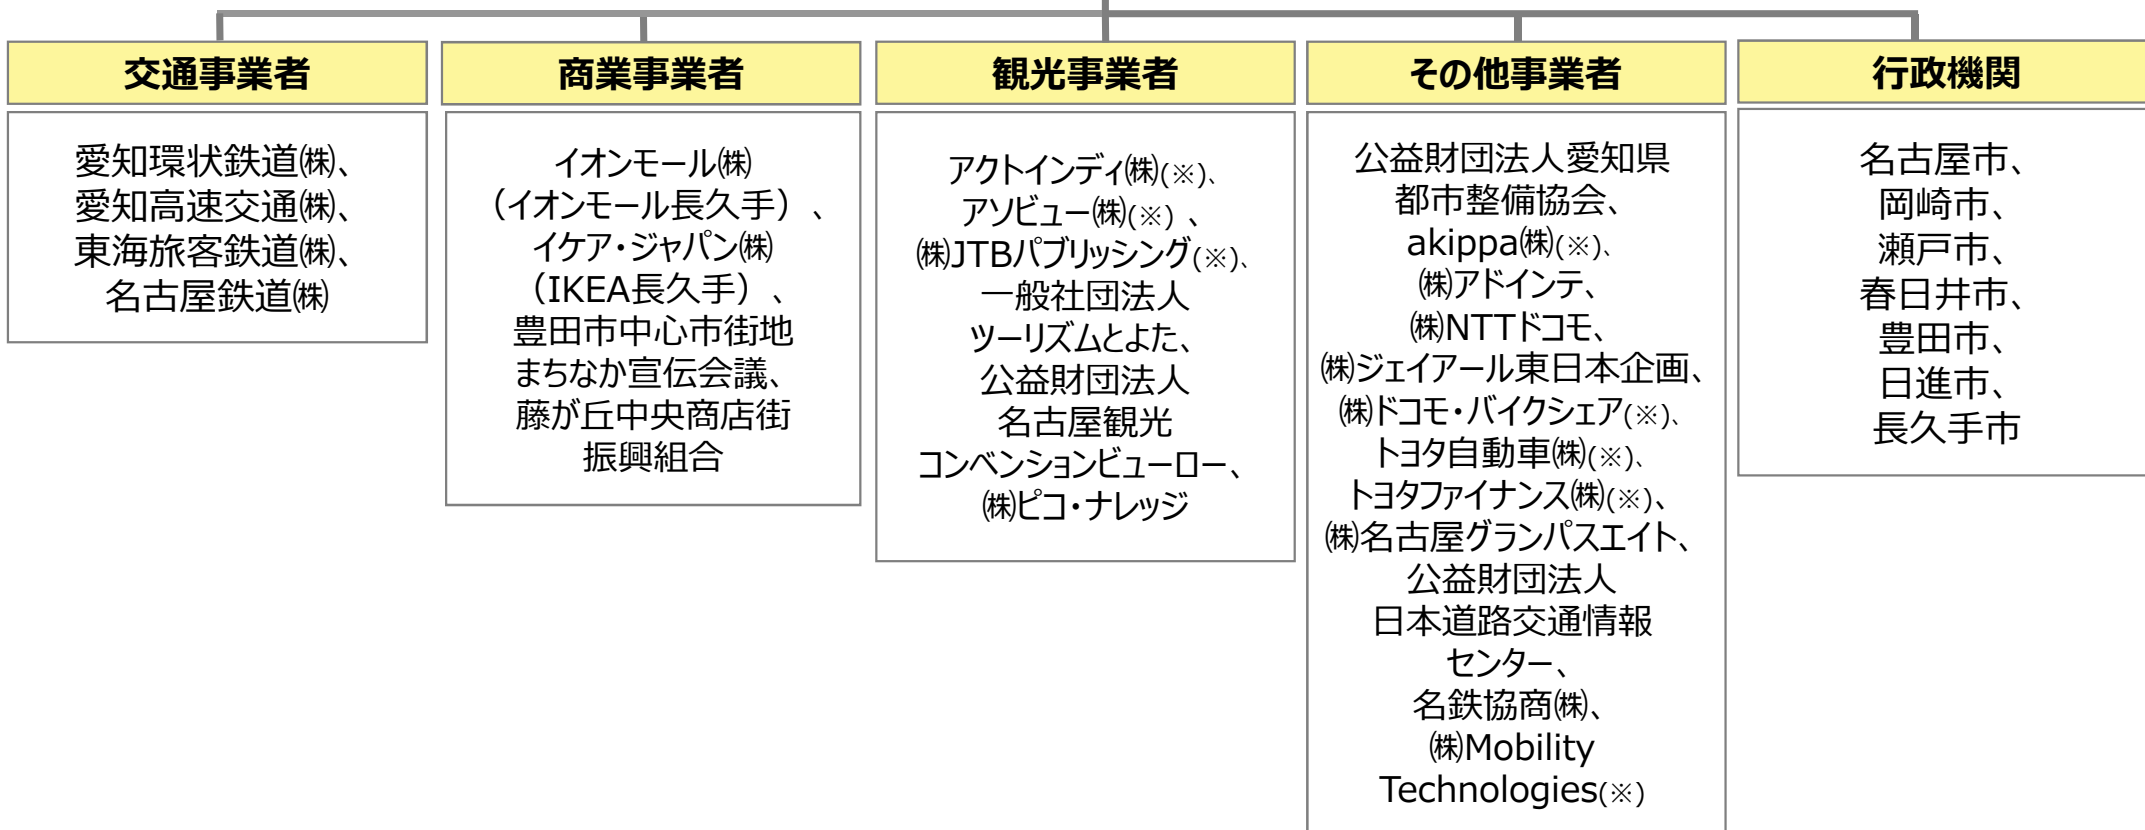 交通事業者
愛知環状鉄道㈱、
愛知高速交通㈱、
東海旅客鉄道㈱、
名古屋鉄道㈱
商業事業者
イオンモール㈱
（イオンモール長久手）、
イケア・ジャパン㈱
（IKEA長久手）、
豊田市中心市街地
まちなか宣伝会議、
藤が丘中央商店街
振興組合
観光事業者
アクトインディ㈱(※)、
アソビュー㈱(※)、
㈱JTBパブリッシング(※)、
一般社団法人
ツーリズムとよた、
公益財団法人
名古屋観光
コンベンションビューロー、
㈱ピコ・ナレッジ
その他事業者
公益財団法人愛知県
都市整備協会、
akippa㈱(※)、
㈱アドインテ、
㈱NTTドコモ、
㈱ジェイアール東日本企画、
㈱ドコモ・バイクシェア(※)、
トヨタ自動車㈱(※)、
トヨタファイナンス㈱(※)、
㈱名古屋グランパスエイト、
公益財団法人
日本道路交通情報
センター、
名鉄協商㈱、
㈱Mobility
Technologies(※)
行政機関
名古屋市、
岡崎市、
瀬戸市、
春日井市、
豊田市、
日進市、
長久手市